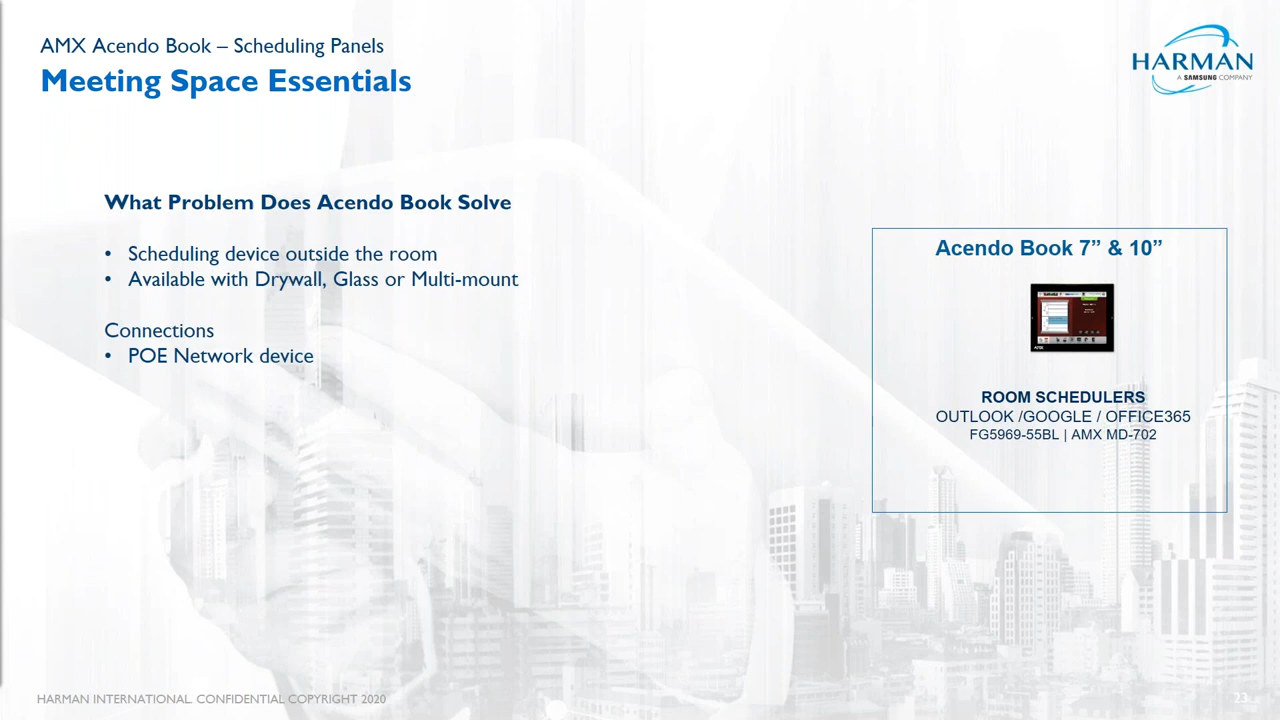 AMX Acendo Book – Scheduling Panels
Meeting Space Essentials
HARMAN
A SAMSUNG COMPANY
What Problem Does Acendo Book Solve
• Scheduling device outside the room
• Available with Drywall, Glass or Multi-mount
Connections
• POE Network device
Acendo Book 7” & 10”
AMX
ROOM SCHEDULERS
OUTLOOK /GOOGLE / OFFICE365
FG5969-55BL | AMX MD-702
HARMAN INTERNATIONAL. CONFIDENTIAL COPYRIGHT 2020
23